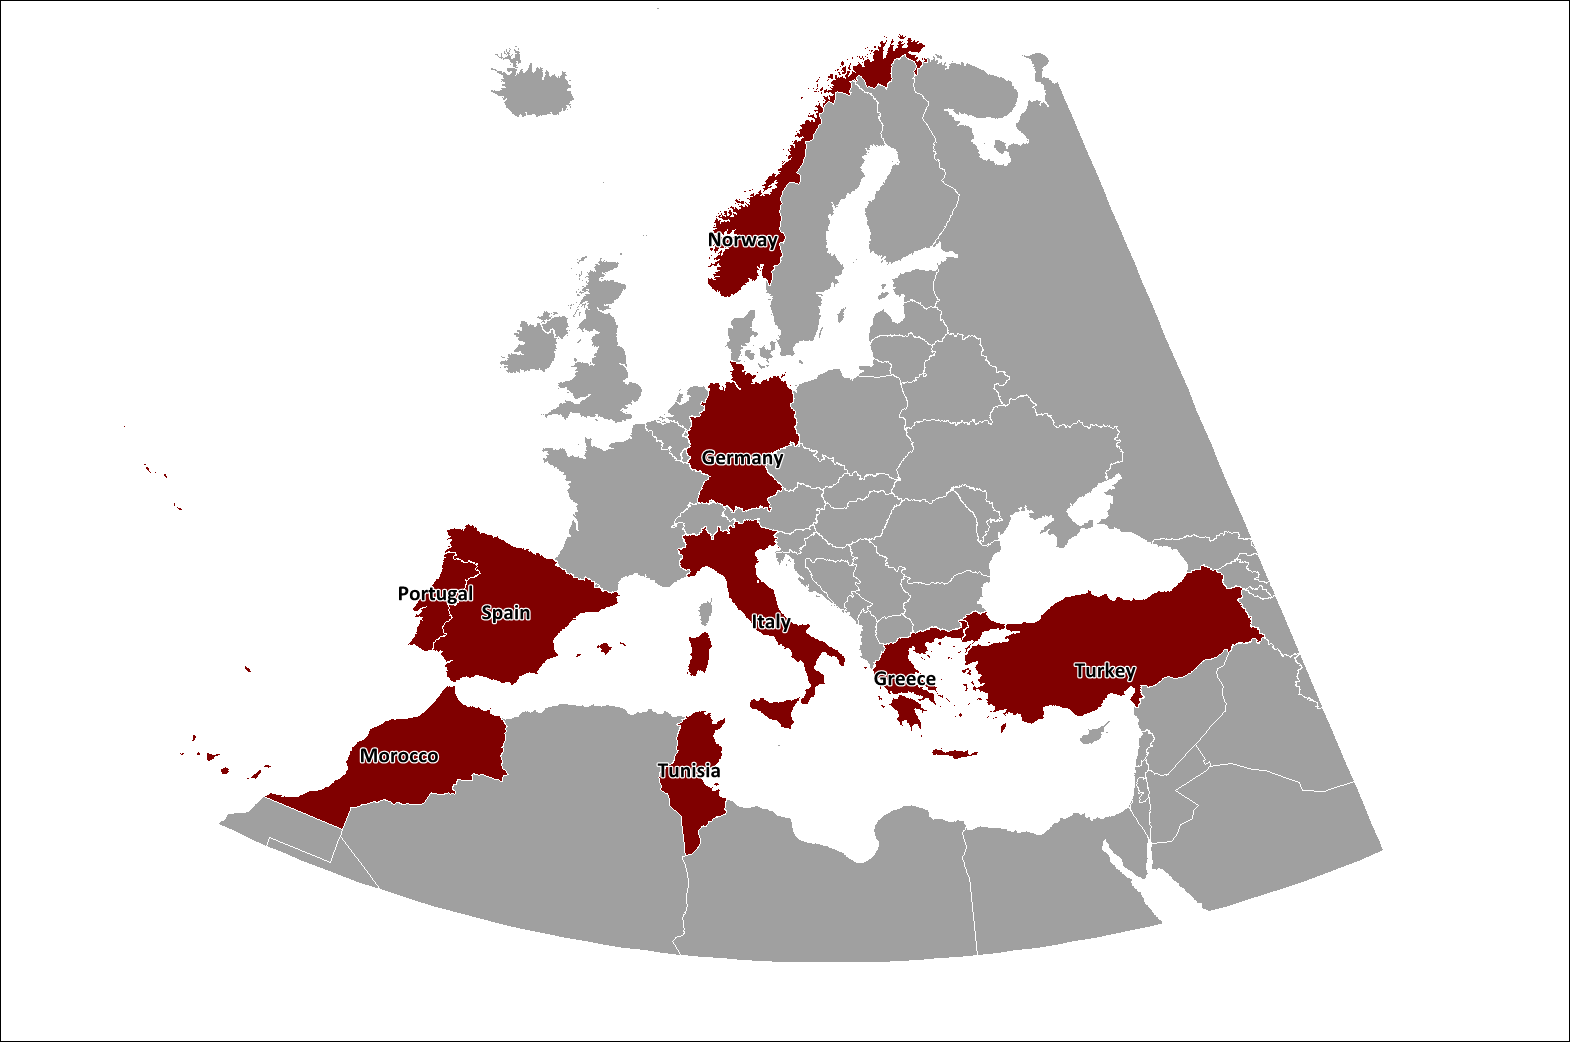 Norway
Germany
Portugal
Spain
Italy
Greece
Turkey
Morocco
Tunisia